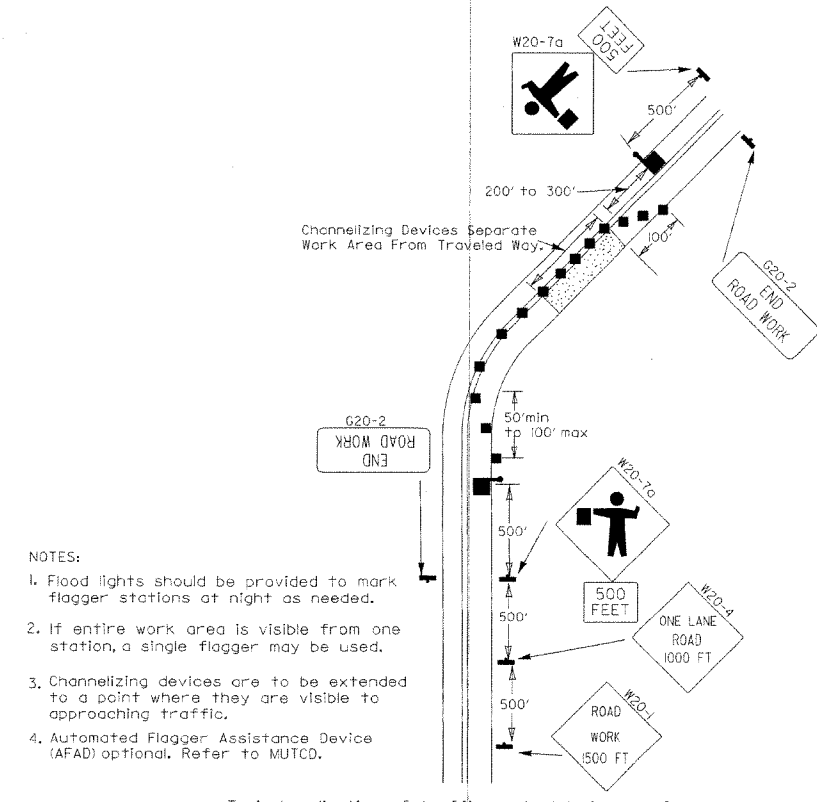 W20-7a
500
FEET
500'
200' to 300'
Channelizing Devices Separate
Work Area From Traveled Way.
100'
G20-2
END
ROAD WORK
50'min
to 100' max
G20-2
END
ROAD WORK
W20-7a
500'
500
FEET
500'
W20-4
ONE LANE
ROAD
1000 FT
500'
W20-1
ROAD
WORK
1500 FT
NOTES:
1. Flood lights should be provided to mark
flagger stations at night as needed.
2. If entire work area is visible from one
station, a single flagger may be used.
3. Channelizing devices are to be extended
to a point where they are visible to
approaching traffic.
4. Automated Flagger Assistance Device
(AFAD) optional. Refer to MUTCD.